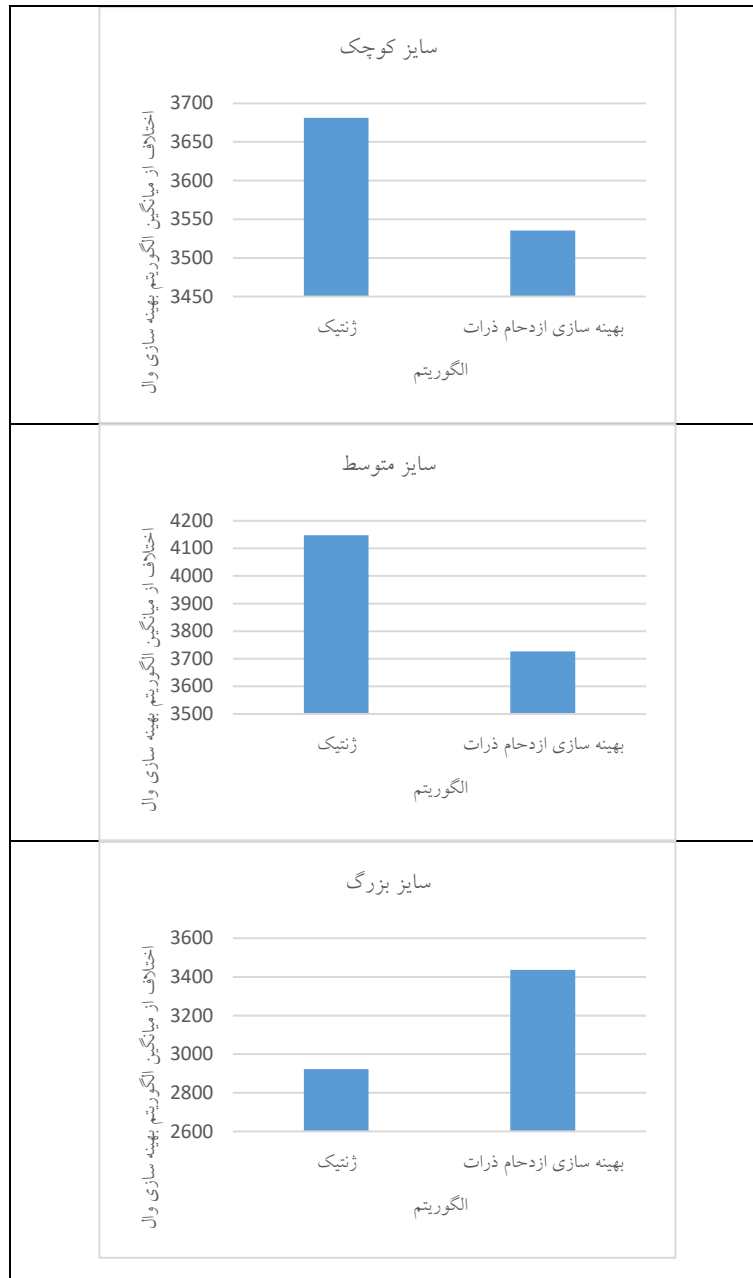 سایز کوچک
اختلاف از میانگین الگوریتم بهینه سازی وال
3700
3650
3600
3550
3500
3450
ژنتیک
بهینه سازی ازدحام ذرات
الگوریتم
سایز متوسط
اختلاف از میانگین الگوریتم بهینه سازی وال
4200
4100
4000
3900
3800
3700
3600
3500
ژنتیک
بهینه سازی ازدحام ذرات
الگوریتم
سایز بزرگ
اختلاف از میانگین الگوریتم بهینه سازی وال
3600
3400
3200
3000
2800
2600
ژنتیک
بهینه سازی ازدحام ذرات
الگوریتم